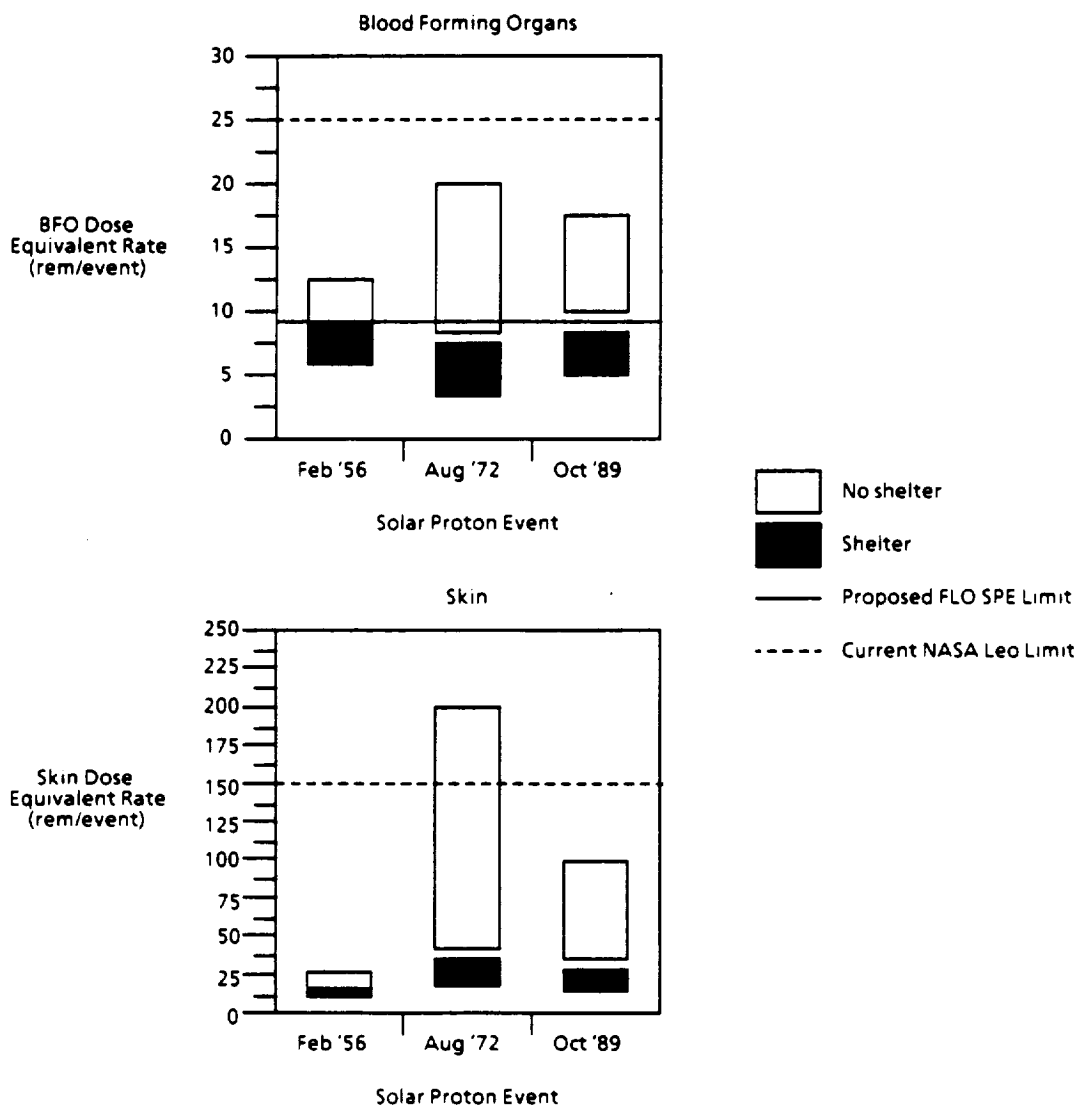 Blood Forming Organs
30
25
20
15
10
5
0
BFO Dose
Equivalent Rate
(rem/event)
Feb '56
Aug '72
Oct '89
Solar Proton Event
No shelter
Shelter
Proposed FLO SPE Limit
Current NASA Leo Limit
Skin
250
225
200
175
150
125
100
75
50
25
0
Skin Dose
Equivalent Rate
(rem/event)
Feb '56
Aug '72
Oct '89
Solar Proton Event